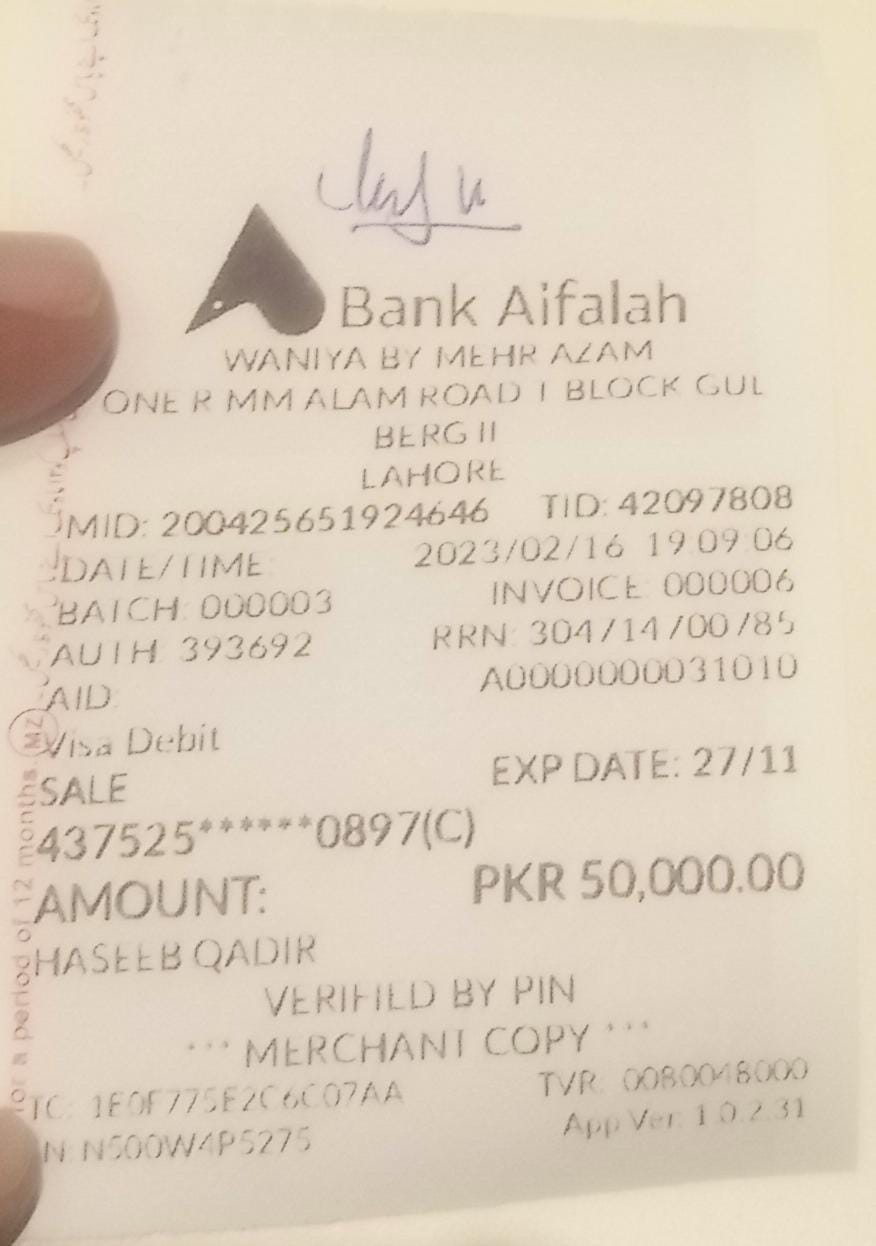 Bank Alfalah
WANIYA BY MEHR AZAM
ONE R MM ALAM ROAD 1 BLOCK GUL
BERG II
LAHORE
MID: 200425651924646 TID: 42097808
DATE/TIME 2023/02/16 19:09:06
BATCH: 000003 INVOICE: 000006
AUTH: 393692 RRN: 304714700785
AID: A0000000031010
Visa Debit
SALE EXP DATE: 27/11
437525******0897(C)
AMOUNT: PKR 50,000.00
HASEEB QADIR
VERIFIED BY PIN
*** MERCHANT COPY ***
TC: 1E0F775E2C6C07AA TVR: 0080048000
N: N500W4P5275 App Ver: 1.0.2.31
for a period of 12 months. MZ